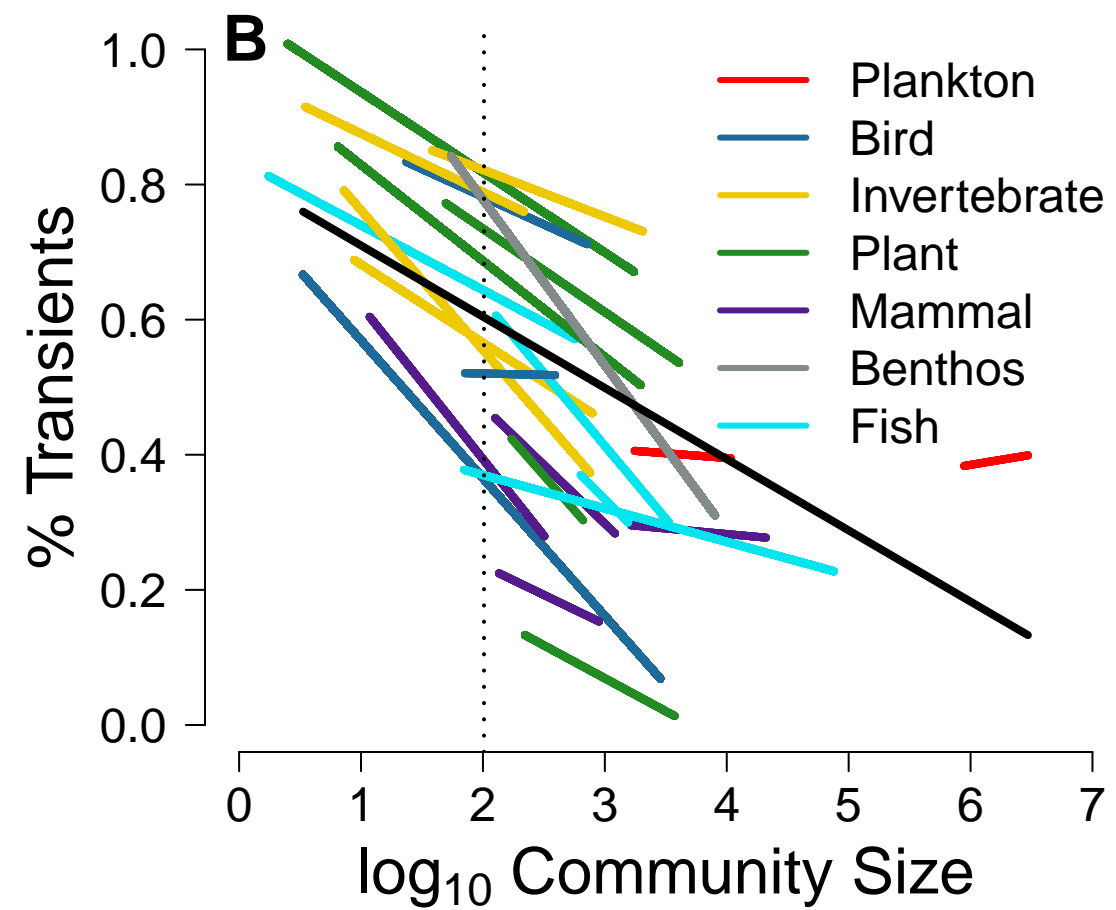 B
% Transients
1.0
0.8
0.6
0.4
0.2
0.0
Plankton
Bird
Invertebrate
Plant
Mammal
Benthos
Fish
0 1 2 3 4 5 6 7
log₁₀ Community Size